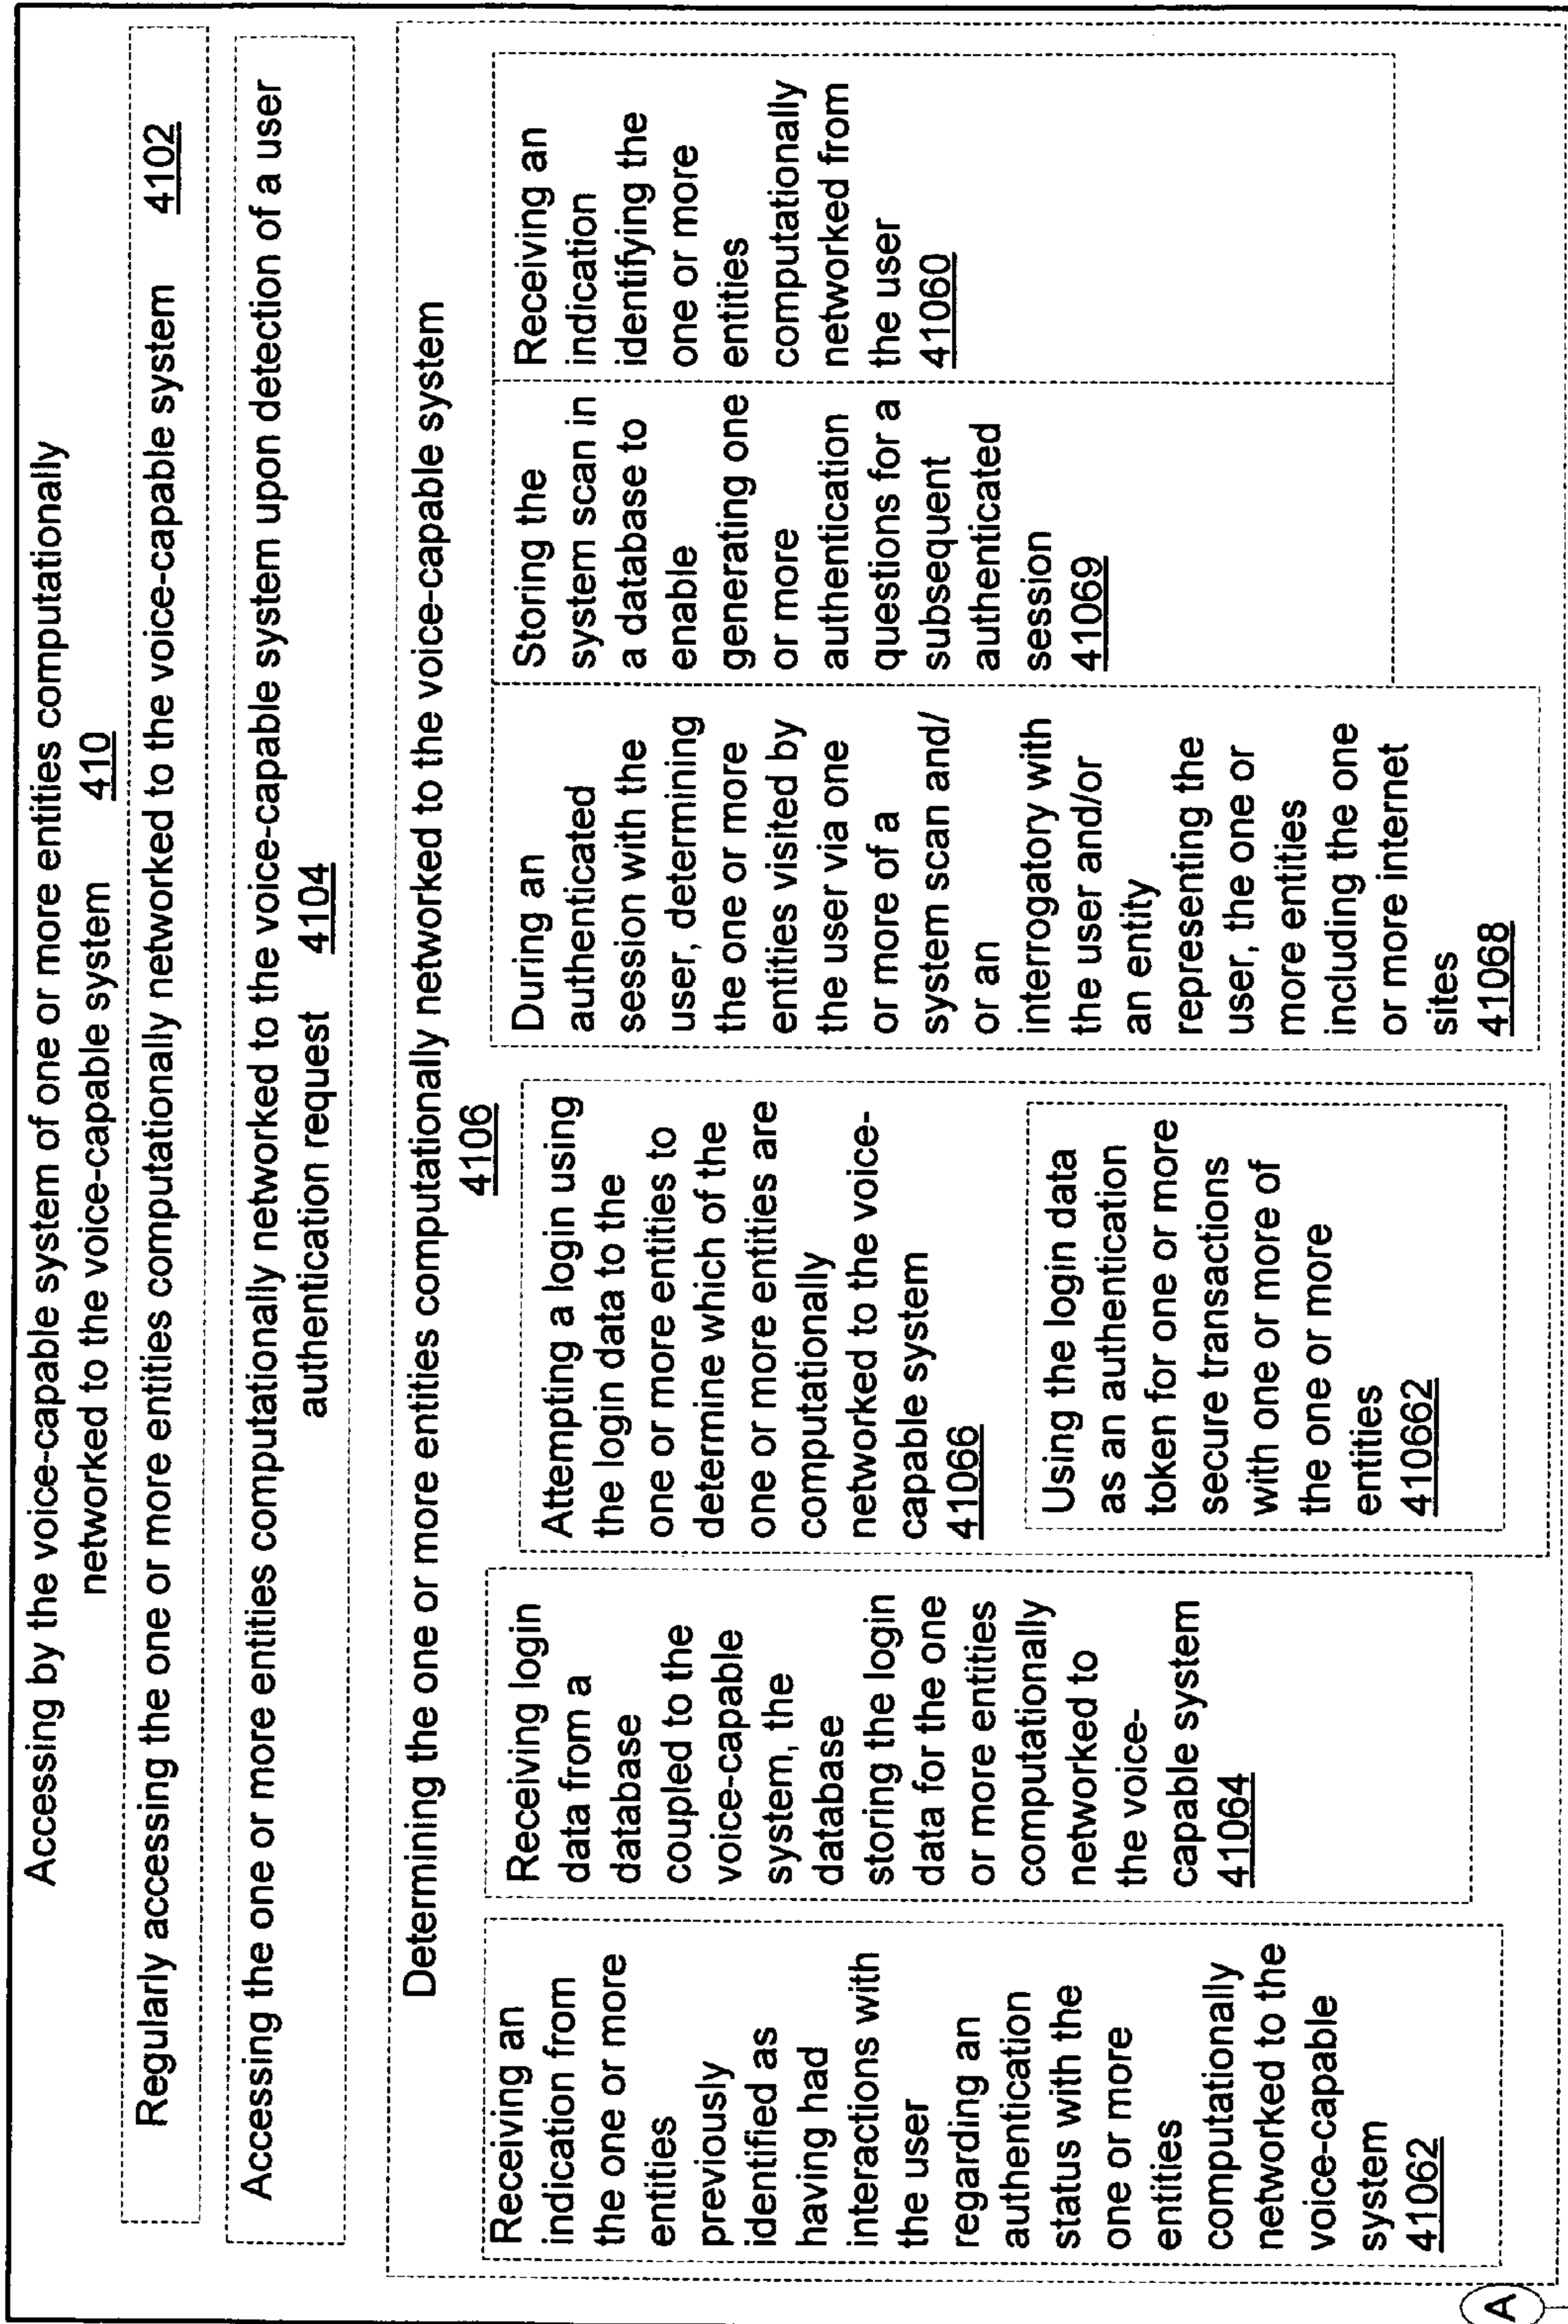 Accessing by the voice-capable system of one or more entities computationally
networked to the voice-capable system 410
Regularly accessing the one or more entities computationally networked to the voice-capable system 4102
Accessing the one or more entities computationally networked to the voice-capable system upon detection of a user
authentication request 4104
Determining the one or more entities computationally networked to the voice-capable system
4106
Receiving an
indication from
the one or more
entities
previously
identified as
having had
interactions with
the user
regarding an
authentication
status with the
one or more
entities
computationally
networked to the
voice-capable
system
41062
Receiving login
data from a
database
coupled to the
voice-capable
system, the
database
storing the login
data for the one
or more entities
computationally
networked to
the voice-
capable system
41064
Attempting a login using
the login data to the
one or more entities to
determine which of the
one or more entities are
computationally
networked to the voice-
capable system
41066
Using the login data
as an authentication
token for one or more
secure transactions
with one or more of
the one or more
entities
410662
During an
authenticated
session with the
user, determining
the one or more
entities visited by
the user via one
or more of a
system scan and/
or an
interrogatory with
the user and/or
an entity
representing the
user, the one or
more entities
including the one
or more internet
sites
41068
Storing the
system scan in
a database to
enable
generating one
or more
authentication
questions for a
subsequent
authenticated
session
41069
Receiving an
indication
identifying the
one or more
entities
computationally
networked from
the user
41060
A